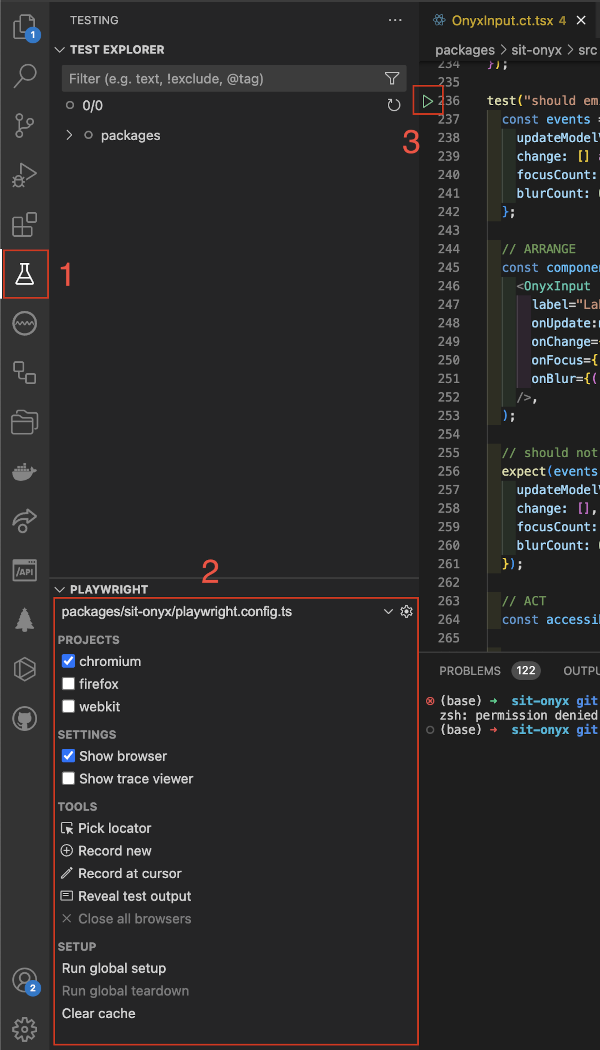 1
TESTING
TEST EXPLORER
Filter (e.g. text, !exclude, @tag)
0/0
packages
1
2
PLAYWRIGHT
packages/sit-onyx/playwright.config.ts
PROJECTS
chromium
firefox
webkit
SETTINGS
Show browser
Show trace viewer
TOOLS
Pick locator
Record new
Record at cursor
Reveal test output
Close all browsers
SETUP
Run global setup
Run global teardown
Clear cache
/API
2
OnyxInput.ct.tsx 4
packages > sit-onyx > src
3
234 });
235
236 test("should em
237 const events =
238 updateModelV
239 change: [] a
240 focusCount:
241 blurCount:
242 };
243
244 // ARRANGE
245 const componen
246 <OnyxInput
247 label="Lab
248 onUpdate:m
249 onChange=
250 onFocus={
251 onBlur={(
252 />,
253 );
254
255 // should not
256 expect(events
257 updateModelV
258 change: [],
259 focusCount:
260 blurCount:
261 });
262
263 // ACT
264 const accessib
265
PROBLEMS 122 OUTPU
(base) → sit-onyx git
zsh: permission denied
(base) → sit-onyx git